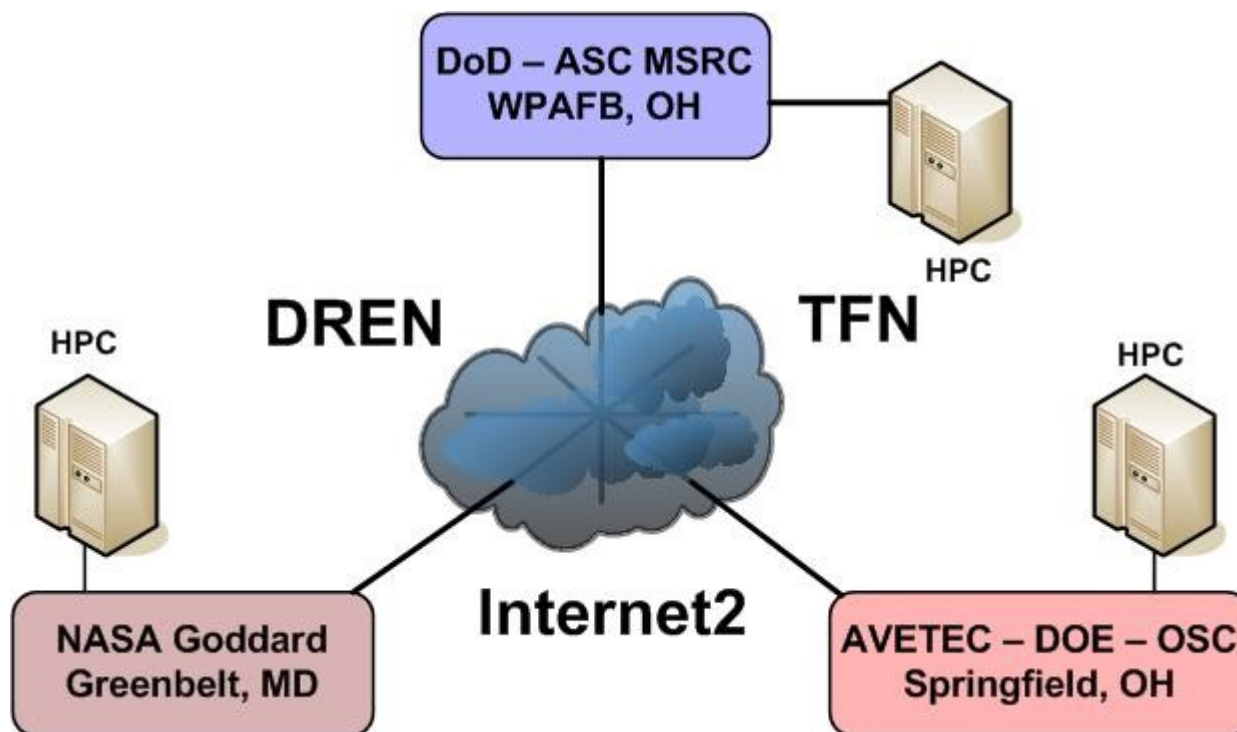 DoD – ASC MSRC
WPAFB, OH
HPC
DREN
TFN
HPC
HPC
Internet2
NASA Goddard
Greenbelt, MD
AVETEC – DOE – OSC
Springfield, OH